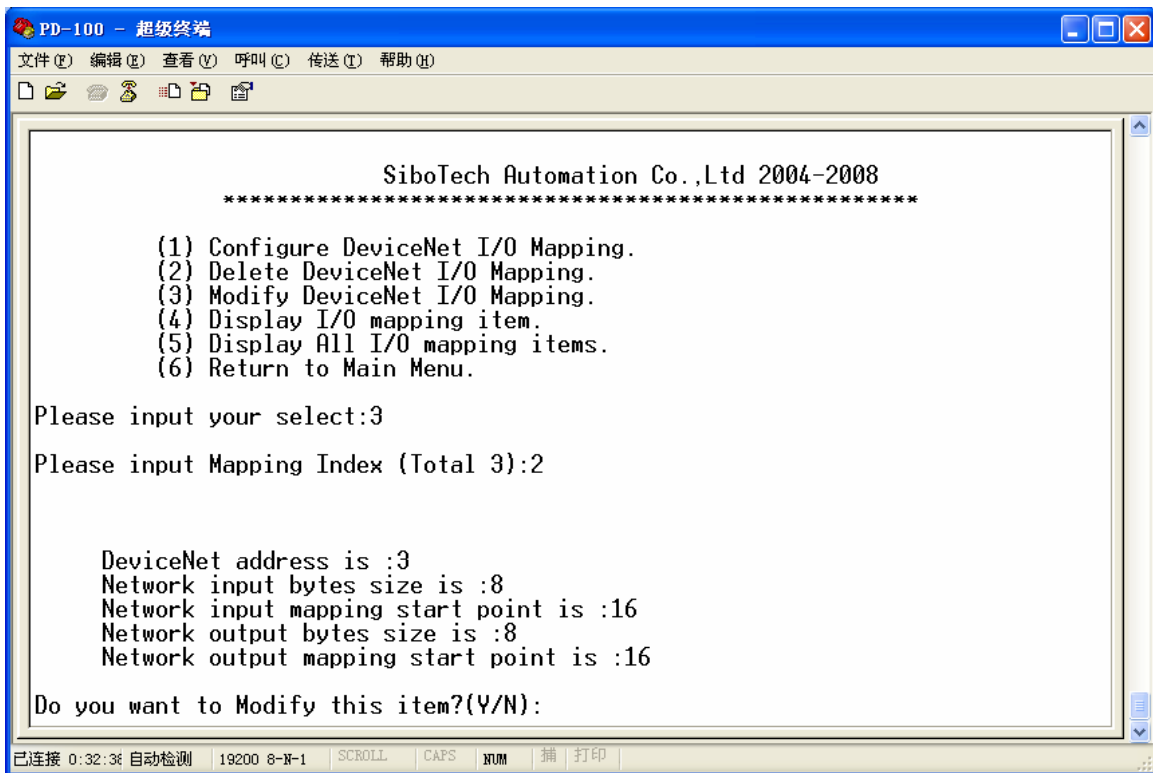 PD-100 - 超级终端
文件(F) 编辑(E) 查看(V) 呼叫(C) 传送(T) 帮助(H)
SiboTech Automation Co.,Ltd 2004-2008
****************************************************
(1) Configure DeviceNet I/O Mapping.
(2) Delete DeviceNet I/O Mapping.
(3) Modify DeviceNet I/O Mapping.
(4) Display I/O mapping item.
(5) Display All I/O mapping items.
(6) Return to Main Menu.
Please input your select:3
Please input Mapping Index (Total 3):2
DeviceNet address is :3
Network input bytes size is :8
Network input mapping start point is :16
Network output bytes size is :8
Network output mapping start point is :16
Do you want to Modify this item?(Y/N):
已连接 0:32:36 自动检测 19200 8-N-1 SCROLL CAPS NUM 捕 打印